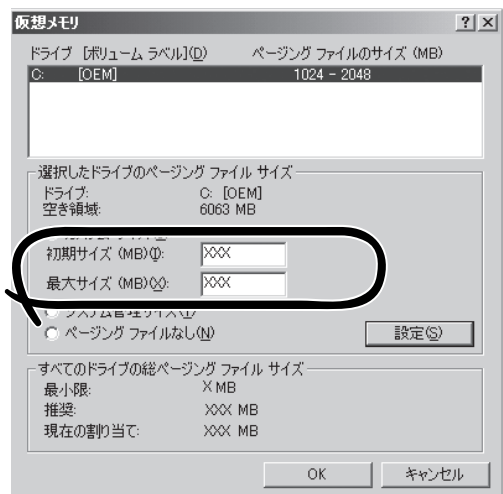 仮想メモリ
ドライブ [ボリューム ラベル](D) ページング ファイルのサイズ (MB)
C: [OEM] 1024 - 2048
選択したドライブのページング ファイル サイズ
ドライブ: C: [OEM]
空き領域: 6063 MB
初期サイズ (MB)(I): XXX
最大サイズ (MB)(X): XXX
ページング ファイルなし(N) 設定(S)
すべてのドライブの総ページング ファイル サイズ
最小限: X MB
推奨: XXX MB
現在の割り当て: XXX MB
OK キャンセル